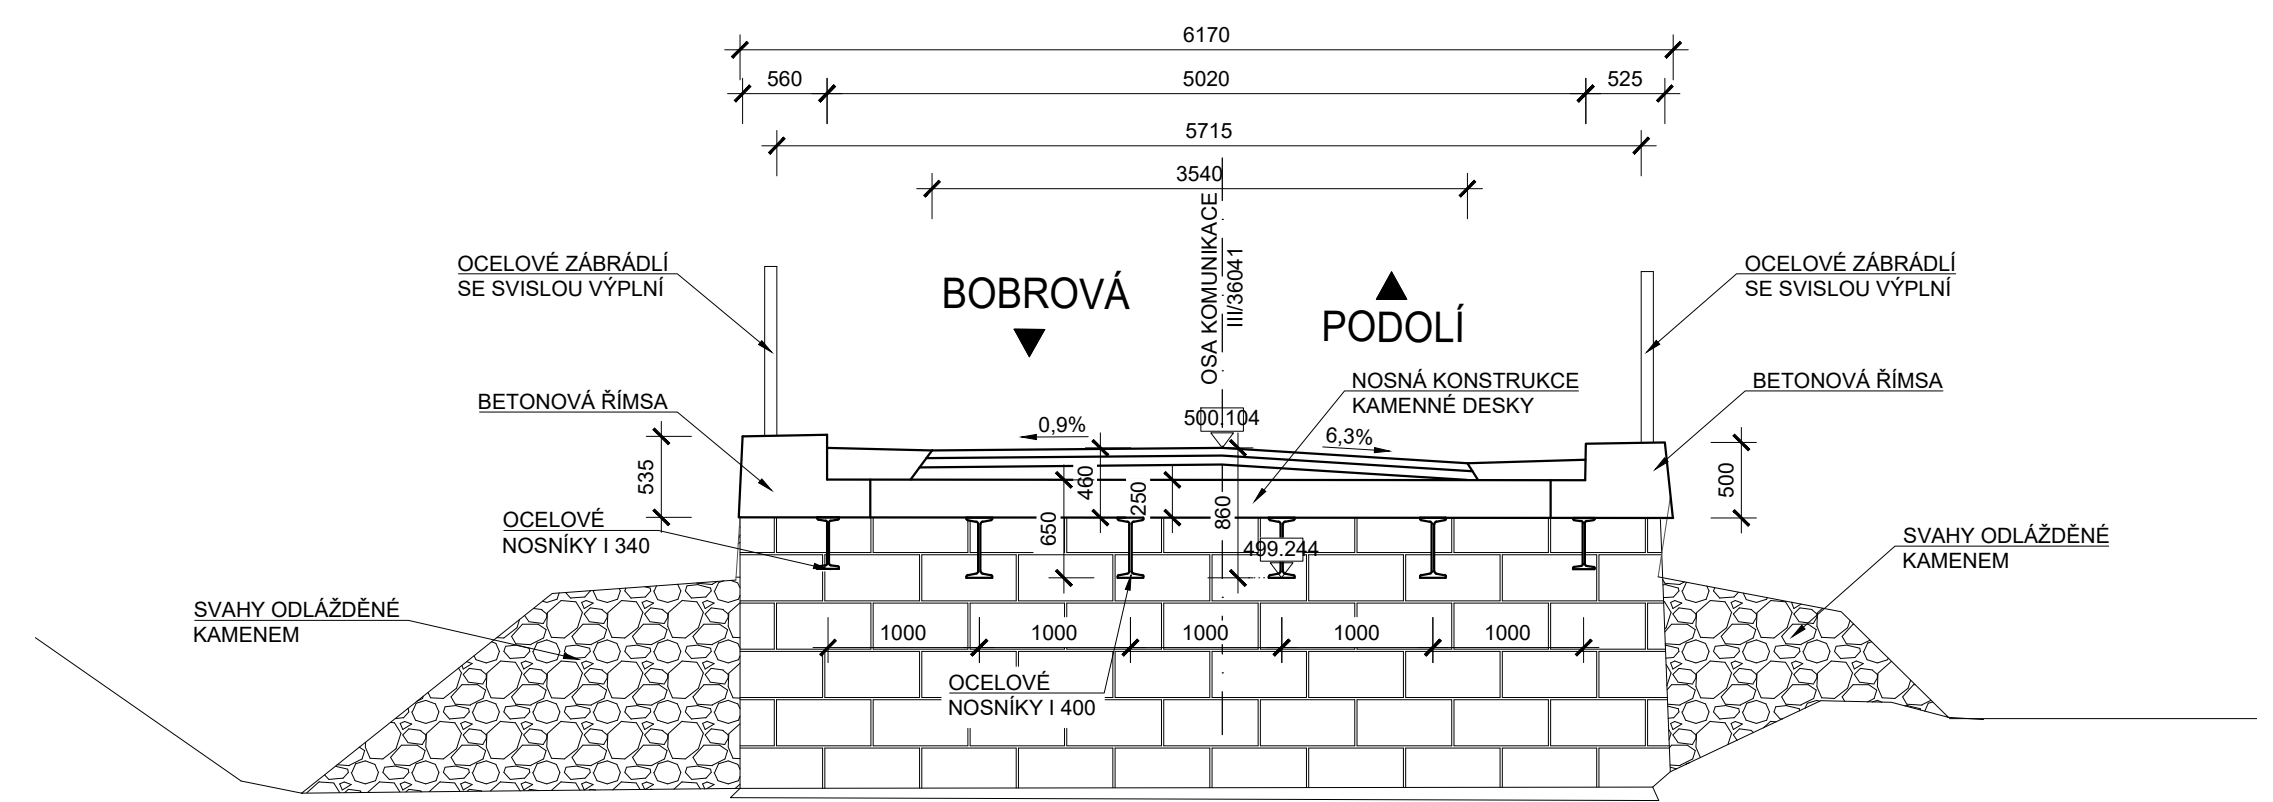 6170
560
5020
525
5715
3540
OSA KOMUNIKACE
III/36041
OCELOVÉ ZÁBRADLÍ
SE SVISLOU VÝPLNÍ
BOBROVÁ
PODOLÍ
OCELOVÉ ZÁBRADLÍ
SE SVISLOU VÝPLNÍ
BETONOVÁ ŘÍMSA
NOSNÁ KONSTRUKCE
KAMENNÉ DESKY
BETONOVÁ ŘÍMSA
0,9%
500,104
6,3%
535
460
250
650
860
500
OCELOVÉ
NOSNÍKY I 340
499.244
SVAHY ODLÁŽDĚNÉ
KAMENEM
SVAHY ODLÁŽDĚNÉ
KAMENEM
1000
1000
1000
1000
1000
OCELOVÉ
NOSNÍKY I 400